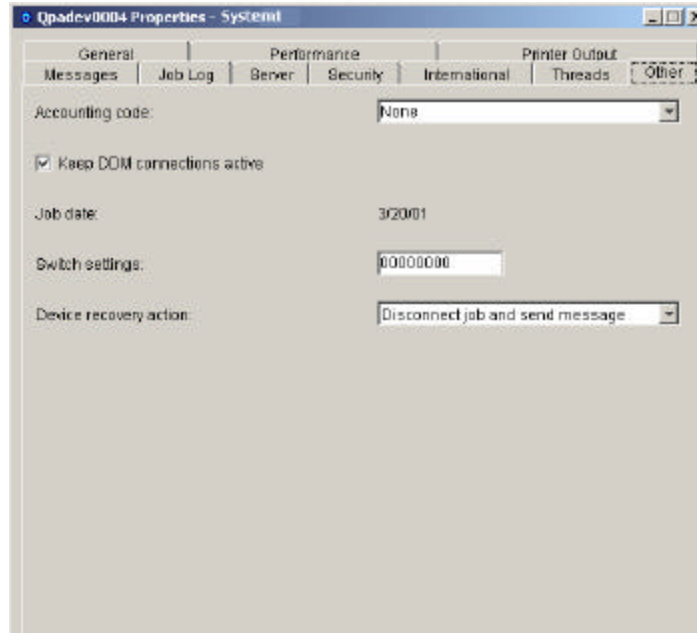 Qpadev0004 Properties - System1
General Performance Printer Output
Messages Job Log Server Security International Threads Other
Accounting code: None
Keep DDM connections active
Job date: 3/20/01
Switch settings: 00000000
Device recovery action: Disconnect job and send message